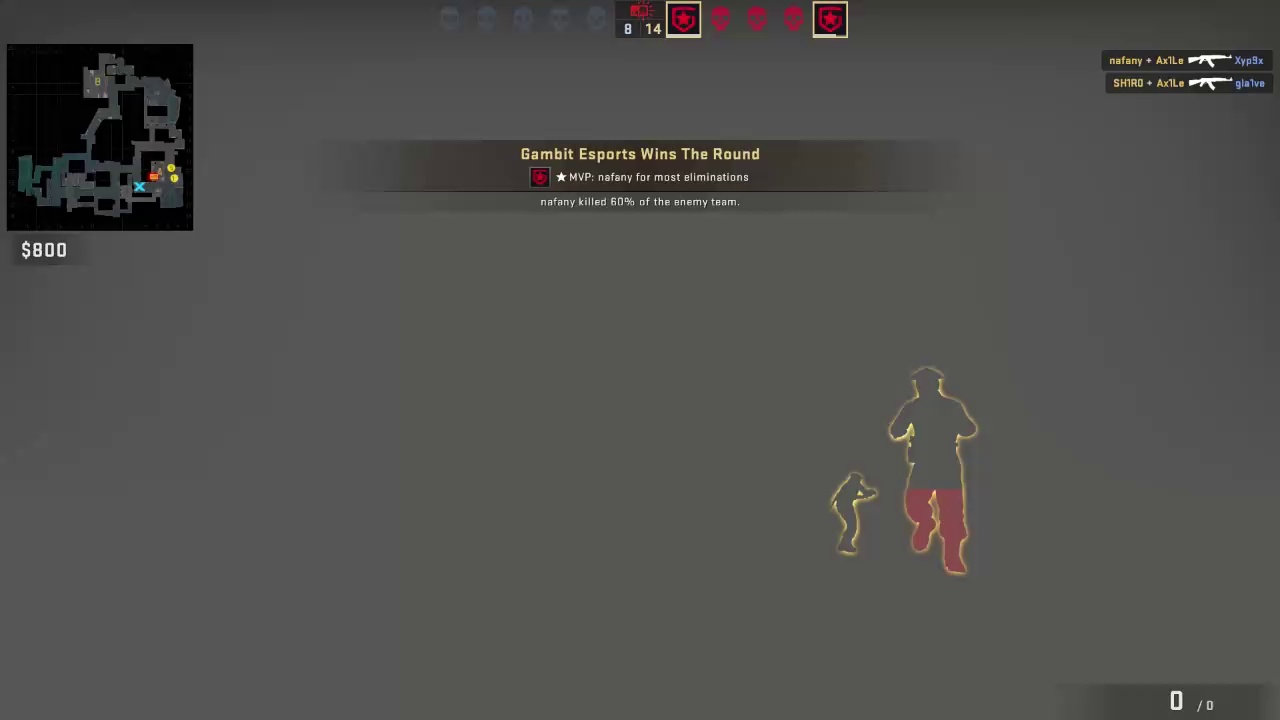 8 14
nafany + Ax1Le Xyp9x
SH1R0 + Ax1Le gla1ve
B
A
Gambit Esports Wins The Round
★ MVP: nafany for most eliminations
nafany killed 60% of the enemy team.
$800
0 / 0